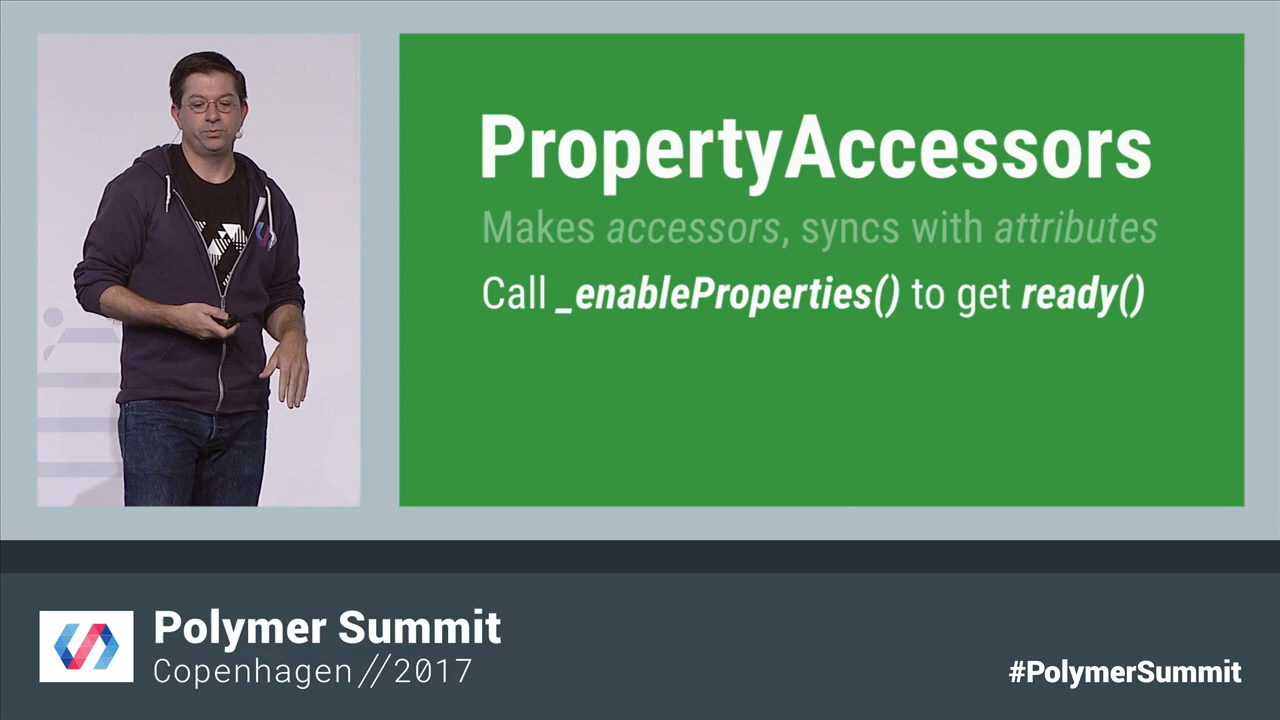 PropertyAccessors
Makes accessors, syncs with attributes
Call _enableProperties() to get ready()
Polymer Summit
Copenhagen//2017
#PolymerSummit